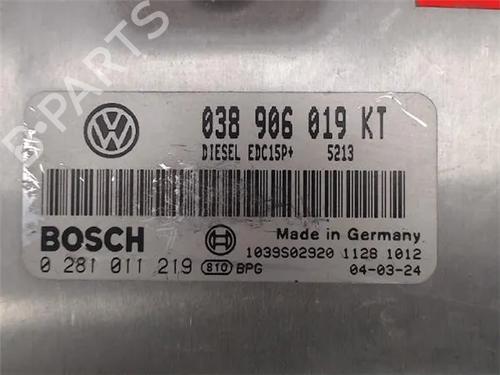 B-PARTS
038 906 019 KT
DIESEL EDC15P+ 5213
BOSCH
Made in Germany
1039S02920 1128 1012
0 281 011 219 S10 BPG 04-03-24